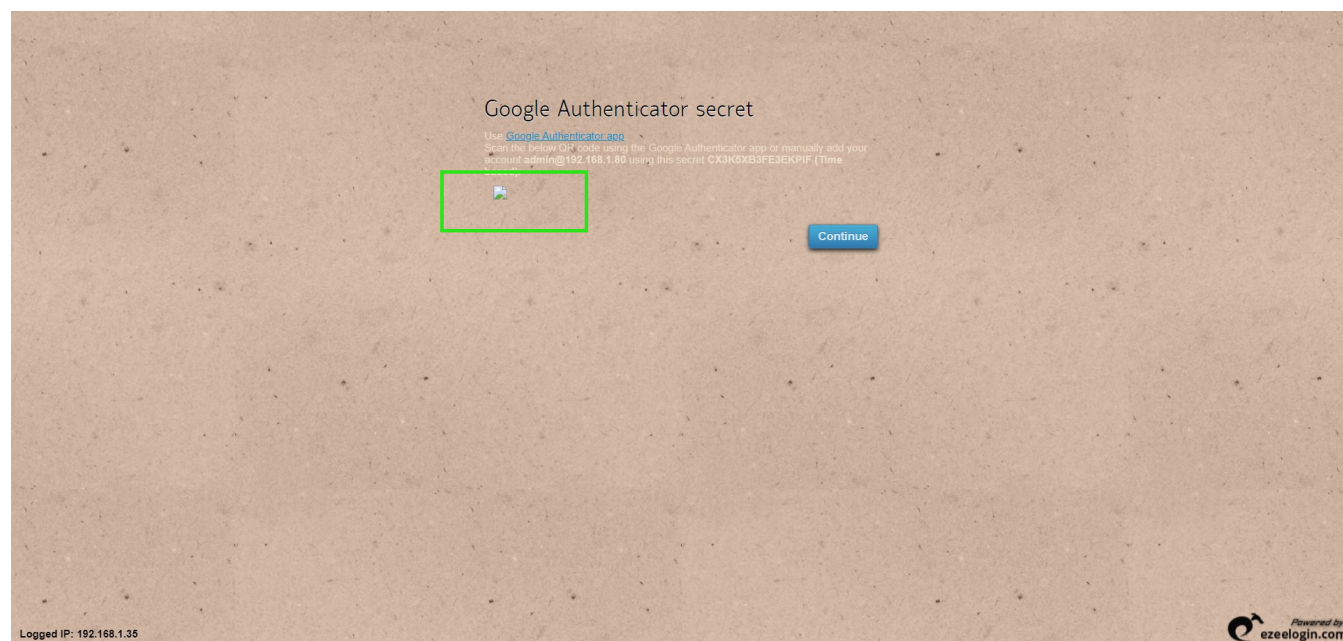 Google Authenticator secret
Use Google Authenticator app
Scan the below QR code using the Google Authenticator app or manually add your
account admin@192.168.1.80 using this secret CX3K5XB3FE3EKPIF (Time
Continue
Logged IP: 192.168.1.35
Powered by
ezeelogin.com